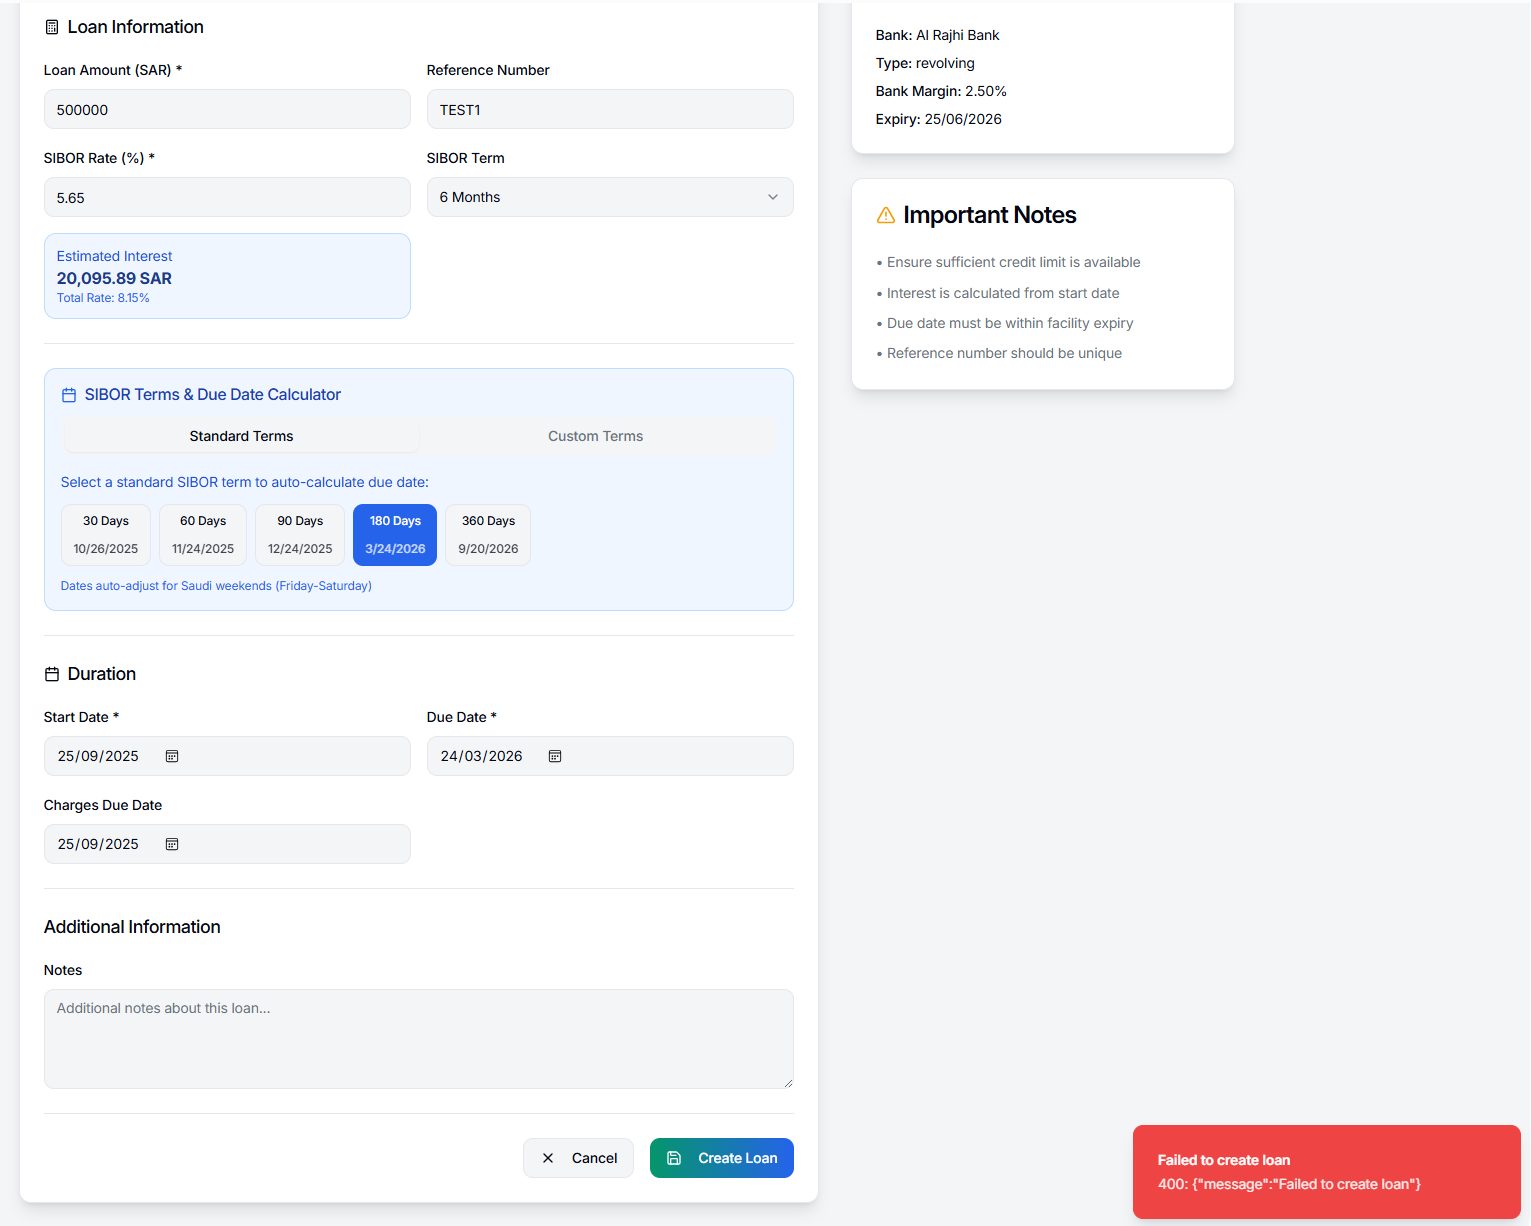 Loan Information
Loan Amount (SAR) *
500000
Reference Number
TEST1
SIBOR Rate (%) *
5.65
SIBOR Term
6 Months
Estimated Interest
20,095.89 SAR
Total Rate: 8.15%
SIBOR Terms & Due Date Calculator
Standard Terms
Custom Terms
Select a standard SIBOR term to auto-calculate due date:
30 Days
10/26/2025
60 Days
11/24/2025
90 Days
12/24/2025
180 Days
3/24/2026
360 Days
9/20/2026
Dates auto-adjust for Saudi weekends (Friday-Saturday)
Duration
Start Date *
25/09/2025
Due Date *
24/03/2026
Charges Due Date
25/09/2025
Additional Information
Notes
Additional notes about this loan...
Cancel
Create Loan
Bank: Al Rajhi Bank
Type: revolving
Bank Margin: 2.50%
Expiry: 25/06/2026
Important Notes
• Ensure sufficient credit limit is available
• Interest is calculated from start date
• Due date must be within facility expiry
• Reference number should be unique
Failed to create loan
400: {"message":"Failed to create loan"}